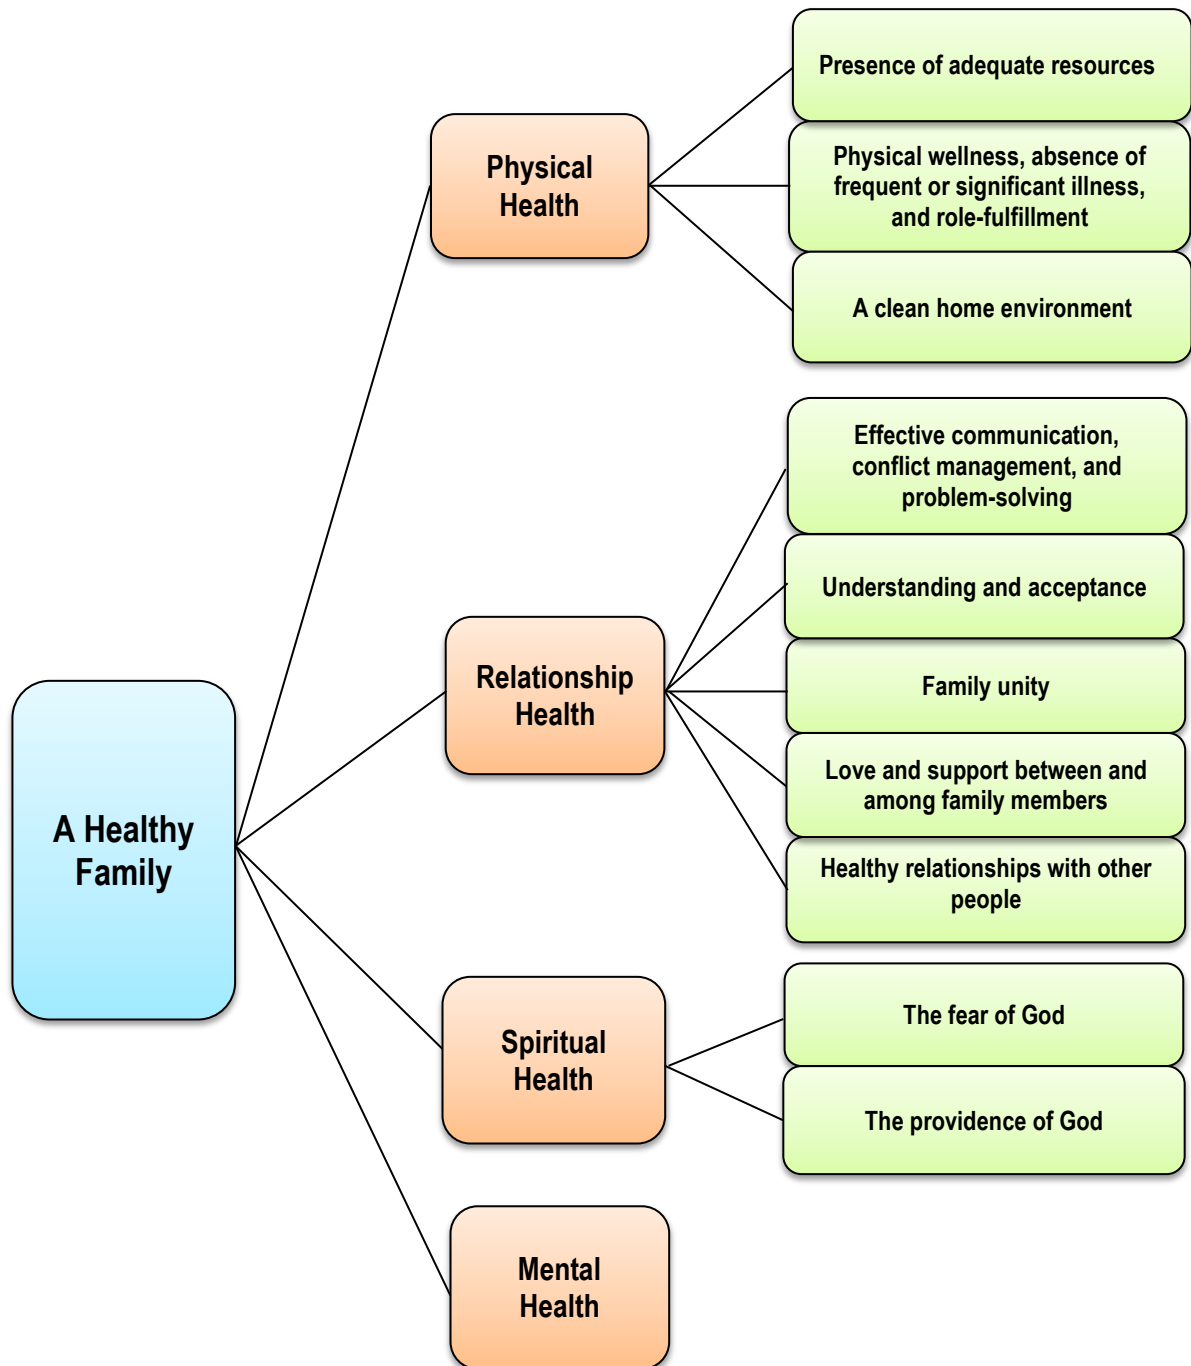 Presence of adequate resources
Physical
Health
Physical wellness, absence of
frequent or significant illness,
and role-fulfillment
A clean home environment
Effective communication,
conflict management, and
problem-solving
Understanding and acceptance
Relationship
Health
Family unity
Love and support between and
among family members
A Healthy
Family
Healthy relationships with other
people
The fear of God
Spiritual
Health
The providence of God
Mental
Health